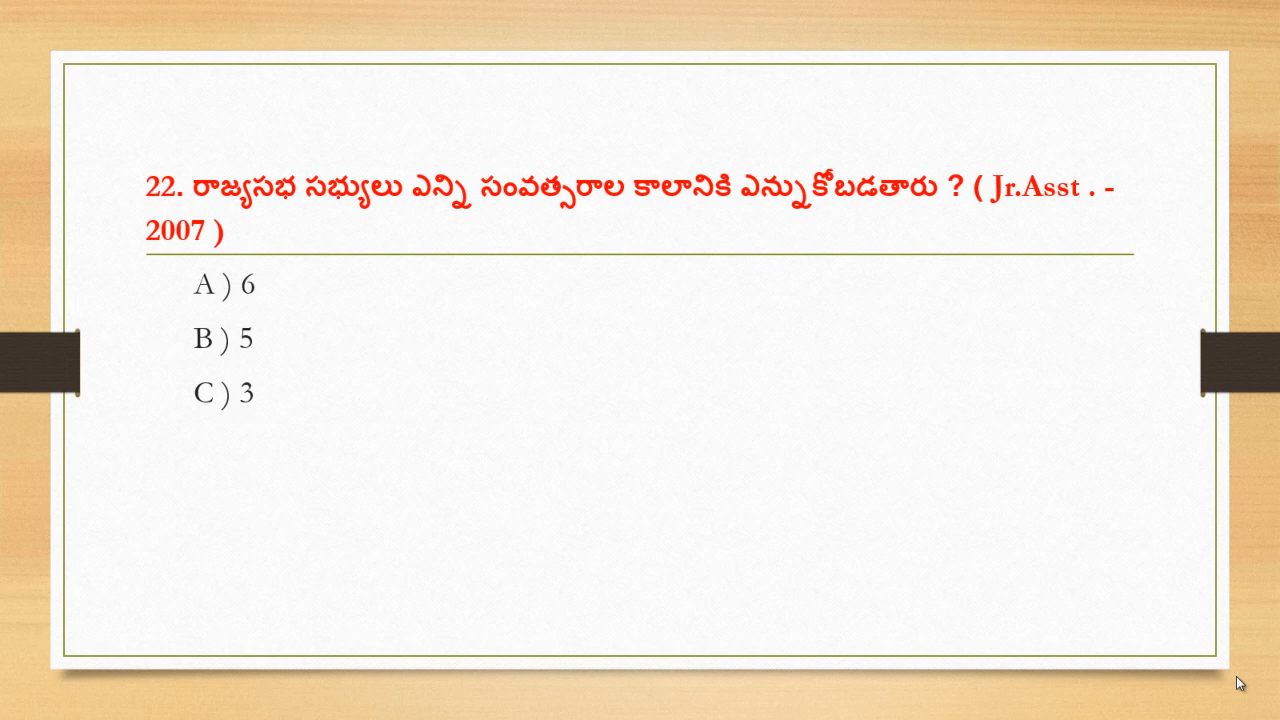 22. రాజ్యసభ సభ్యులు ఎన్ని సంవత్సరాల కాలానికి ఎన్నుకోబడతారు ? ( Jr.Asst . -
2007 )
A ) 6
B ) 5
C ) 3